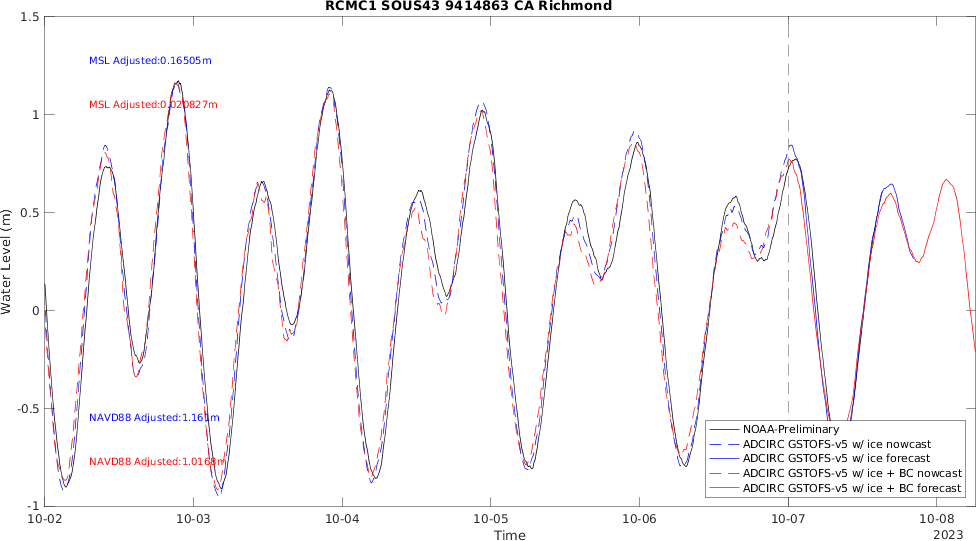 RCMC1 SOUS43 9414863 CA Richmond
1.5
1
0.5
0
-0.5
-1
Water Level (m)
MSL Adjusted:0.16505m
MSL Adjusted:0.020827m
NAVD88 Adjusted:1.161m
NAVD88 Adjusted:1.0168m
NOAA-Preliminary
ADCIRC GSTOFS-v5 w/ ice nowcast
ADCIRC GSTOFS-v5 w/ ice forecast
ADCIRC GSTOFS-v5 w/ ice + BC nowcast
ADCIRC GSTOFS-v5 w/ ice + BC forecast
10-02 10-03 10-04 10-05 10-06 10-07 10-08
Time
2023